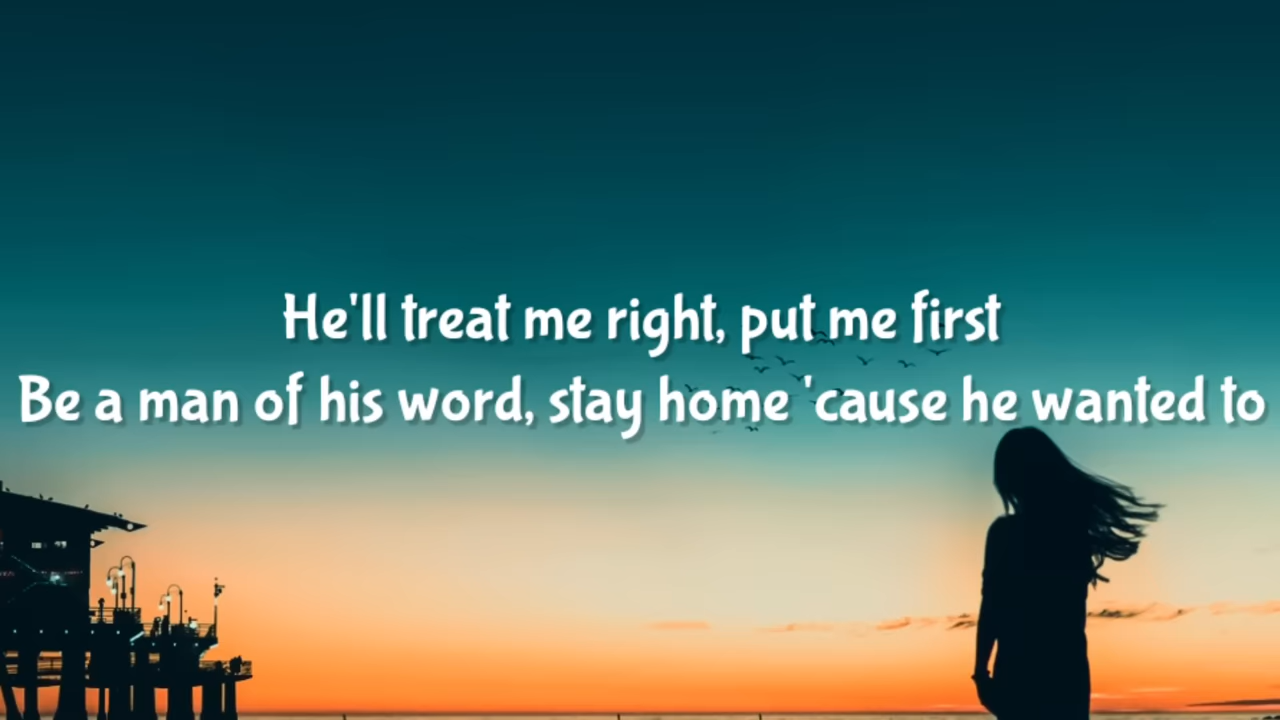 He'll treat me right, put me first
Be a man of his word, stay home 'cause he wanted to